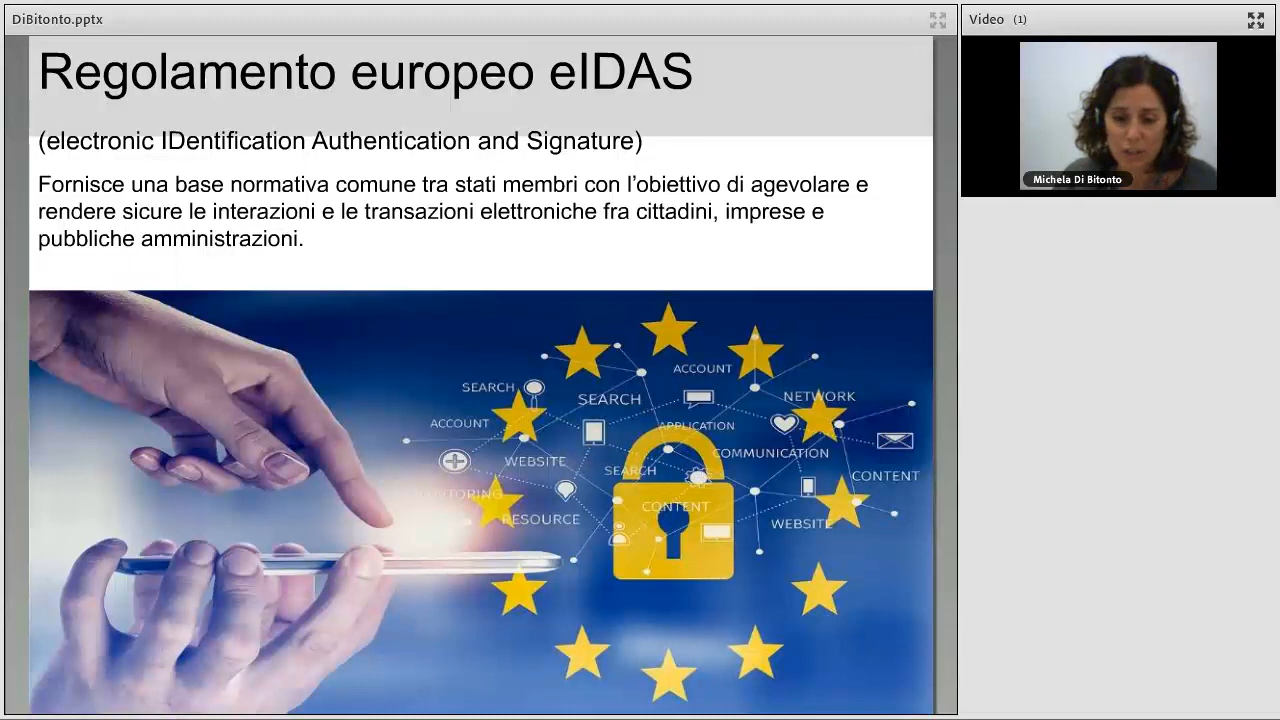 DiBitonto.pptx
Video (1)
Regolamento europeo eIDAS
(electronic IDentification Authentication and Signature)
Fornisce una base normativa comune tra stati membri con l’obiettivo di agevolare e
rendere sicure le interazioni e le transazioni elettroniche fra cittadini, imprese e
pubbliche amministrazioni.
Michela Di Bitonto
ACCOUNT
SEARCH
SEARCH
NETWORK
ACCOUNT
APPLICATION
WEBSITE
SEARCH
COMMUNICATION
CONTENT
CONTENT
RESOURCE
WEBSITE